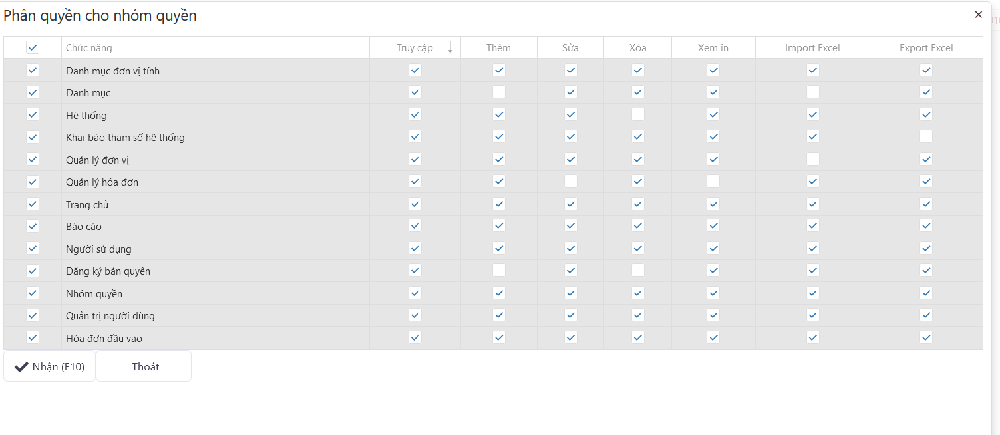 Phân quyền cho nhóm quyền
Chức năng Truy cập Thêm Sửa Xóa Xem in Import Excel Export Excel
Danh mục đơn vị tính
Danh mục
Hệ thống
Khai báo tham số hệ thống
Quản lý đơn vị
Quản lý hóa đơn
Trang chủ
Báo cáo
Người sử dụng
Đăng ký bản quyên
Nhóm quyền
Quản trị người dùng
Hóa đơn đầu vào
Nhận (F10) Thoát